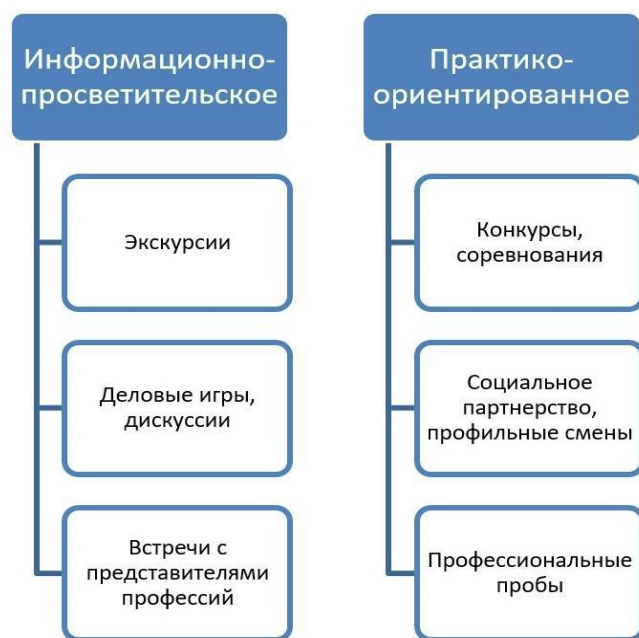 Информационно-
просветительское
Экскурсии
Деловые игры,
дискуссии
Встречи с
представителями
профессий
Практико-
ориентированное
Конкурсы,
соревнования
Социальное
партнерство,
профильные смены
Профессиональные
пробы